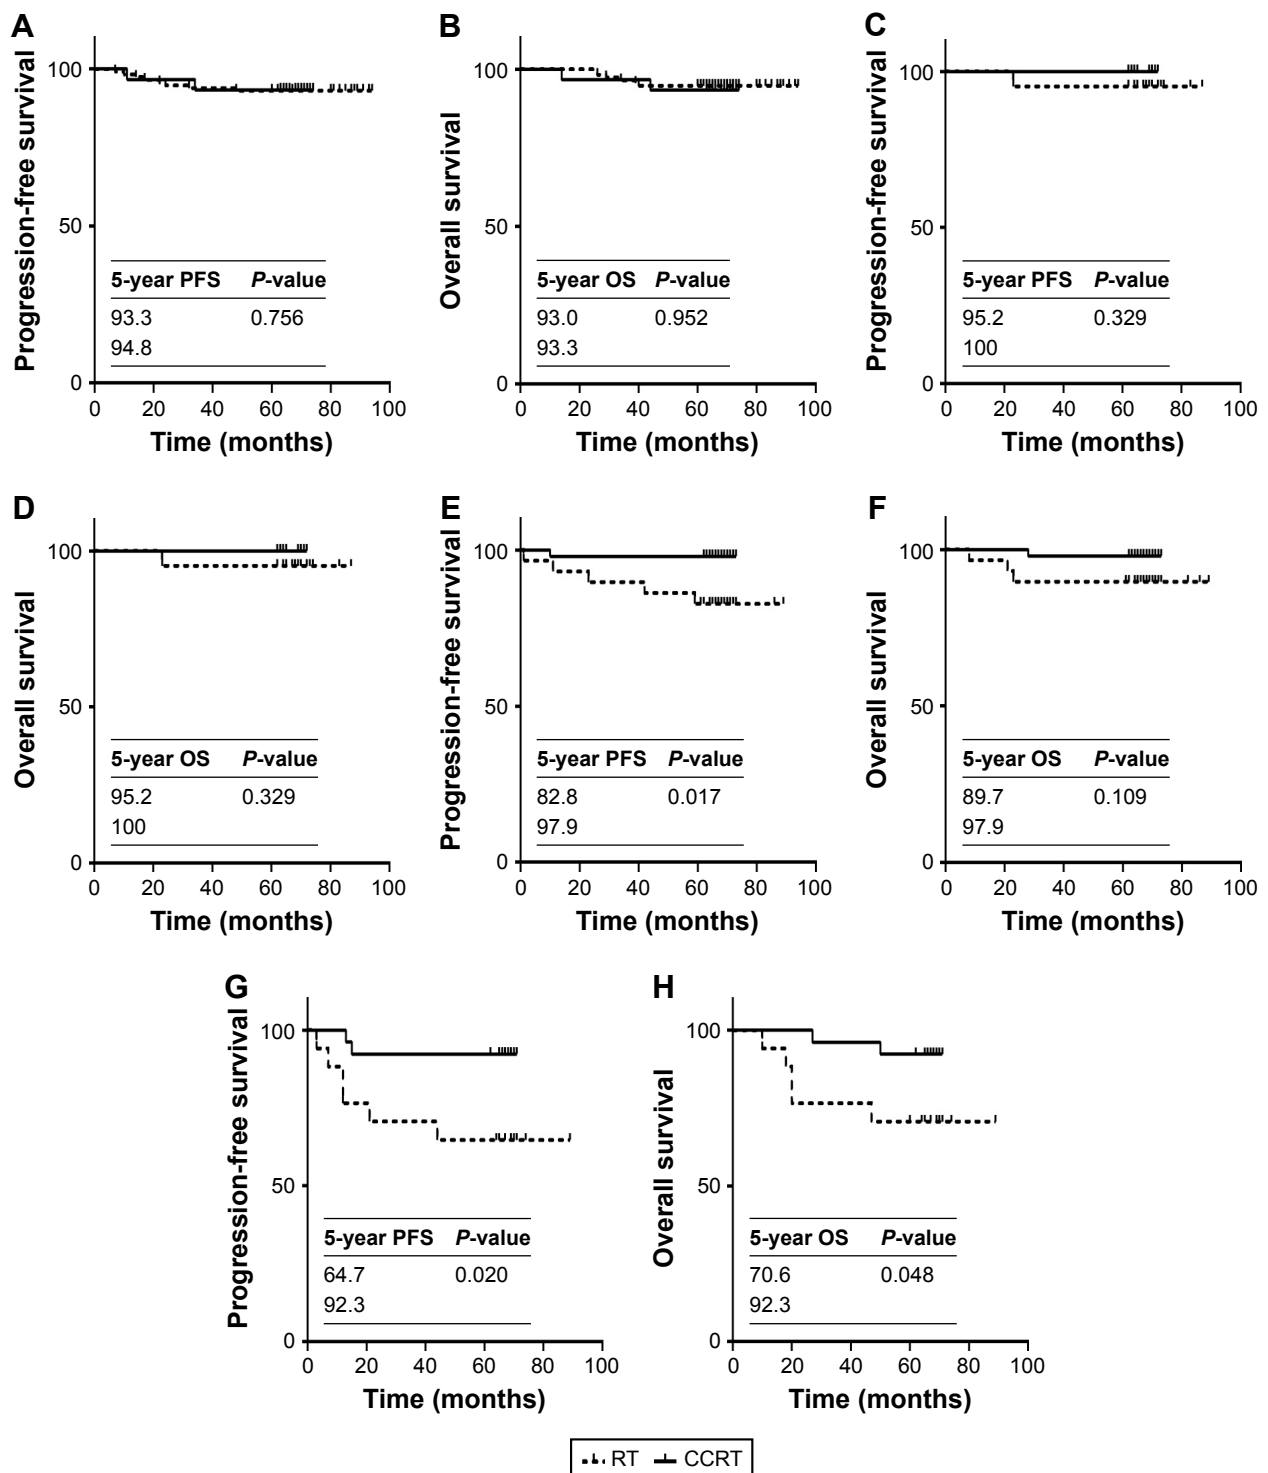 A
Progression-free survival
100
50
0
5-year PFS P-value
93.3 0.756
94.8
0 20 40 60 80 100
Time (months)
B
Overall survival
100
50
0
5-year OS P-value
93.0 0.952
93.3
0 20 40 60 80 100
Time (months)
C
Progression-free survival
100
50
0
5-year PFS P-value
95.2 0.329
100
0 20 40 60 80 100
Time (months)
D
Overall survival
100
50
0
5-year OS P-value
95.2 0.329
100
0 20 40 60 80 100
Time (months)
E
Progression-free survival
100
50
0
5-year PFS P-value
82.8 0.017
97.9
0 20 40 60 80 100
Time (months)
F
Overall survival
100
50
0
5-year OS P-value
89.7 0.109
97.9
0 20 40 60 80 100
Time (months)
G
Progression-free survival
100
50
0
5-year PFS P-value
64.7 0.020
92.3
0 20 40 60 80 100
Time (months)
H
Overall survival
100
50
0
5-year OS P-value
70.6 0.048
92.3
0 20 40 60 80 100
Time (months)
RT CCRT